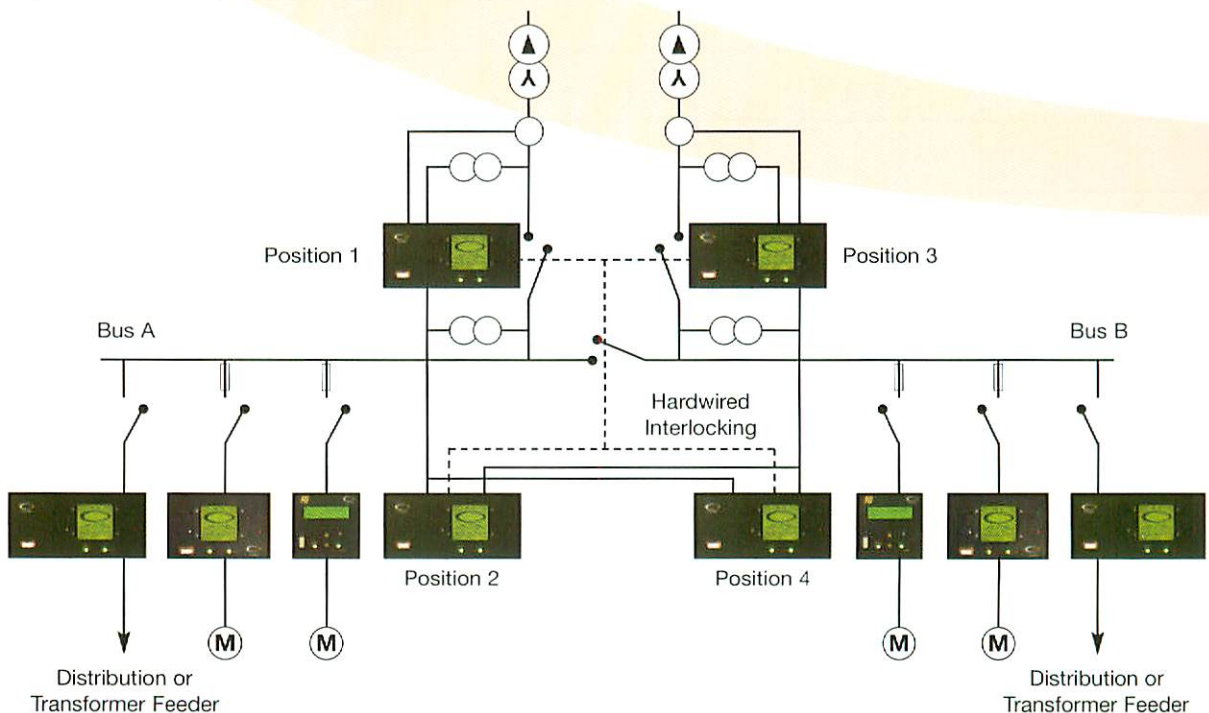 Position 1
Position 3
Bus A
Bus B
Hardwired
Interlocking
Position 2
Position 4
M
M
M
M
Distribution or
Transformer Feeder
Distribution or
Transformer Feeder